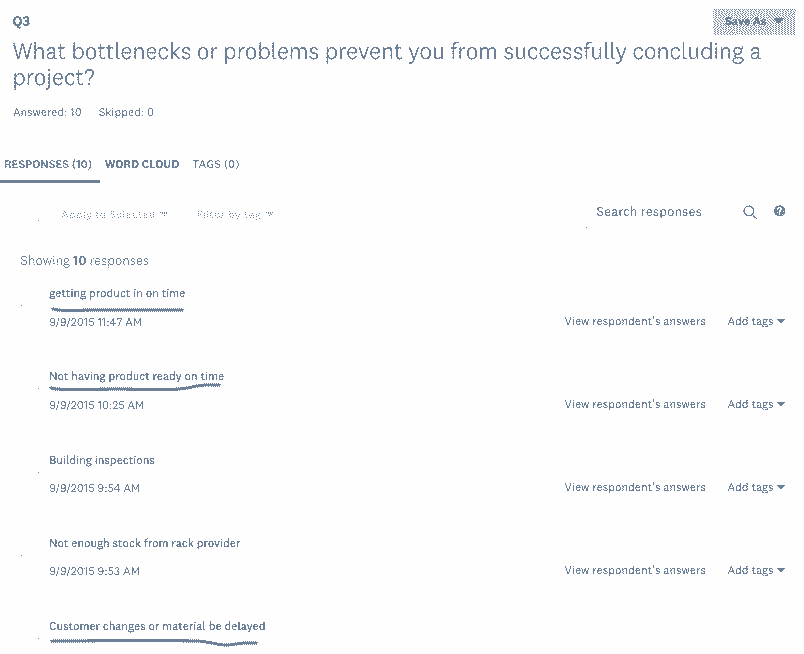 Q3
Save As
What bottlenecks or problems prevent you from successfully concluding a
project?
Answered: 10 Skipped: 0
RESPONSES (10) WORD CLOUD TAGS (0)
Apply to Selected Filter by tag
Search responses
Showing 10 responses
getting product in on time
9/9/2015 11:47 AM View respondent's answers Add tags
Not having product ready on time
9/9/2015 10:25 AM View respondent's answers Add tags
Building inspections
9/9/2015 9:54 AM View respondent's answers Add tags
Not enough stock from rack provider
9/9/2015 9:53 AM View respondent's answers Add tags
Customer changes or material be delayed